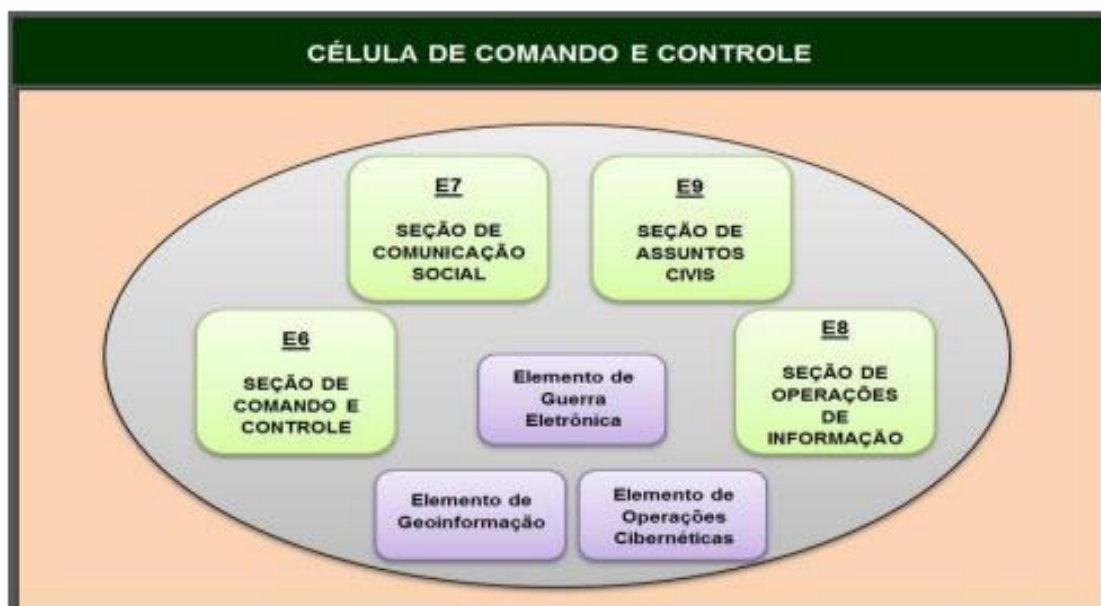 CÉLULA DE COMANDO E CONTROLE
E7
SEÇÃO DE
COMUNICAÇÃO
SOCIAL
E9
SEÇÃO DE
ASSUNTOS
CIVIS
E6
SEÇÃO DE
COMANDO E
CONTROLE
Elemento de
Guerra
Eletrônica
E8
SEÇÃO DE
OPERAÇÕES
DE
INFORMAÇÃO
Elemento de
Geoinformação
Elemento de
Operações
Cibernéticas